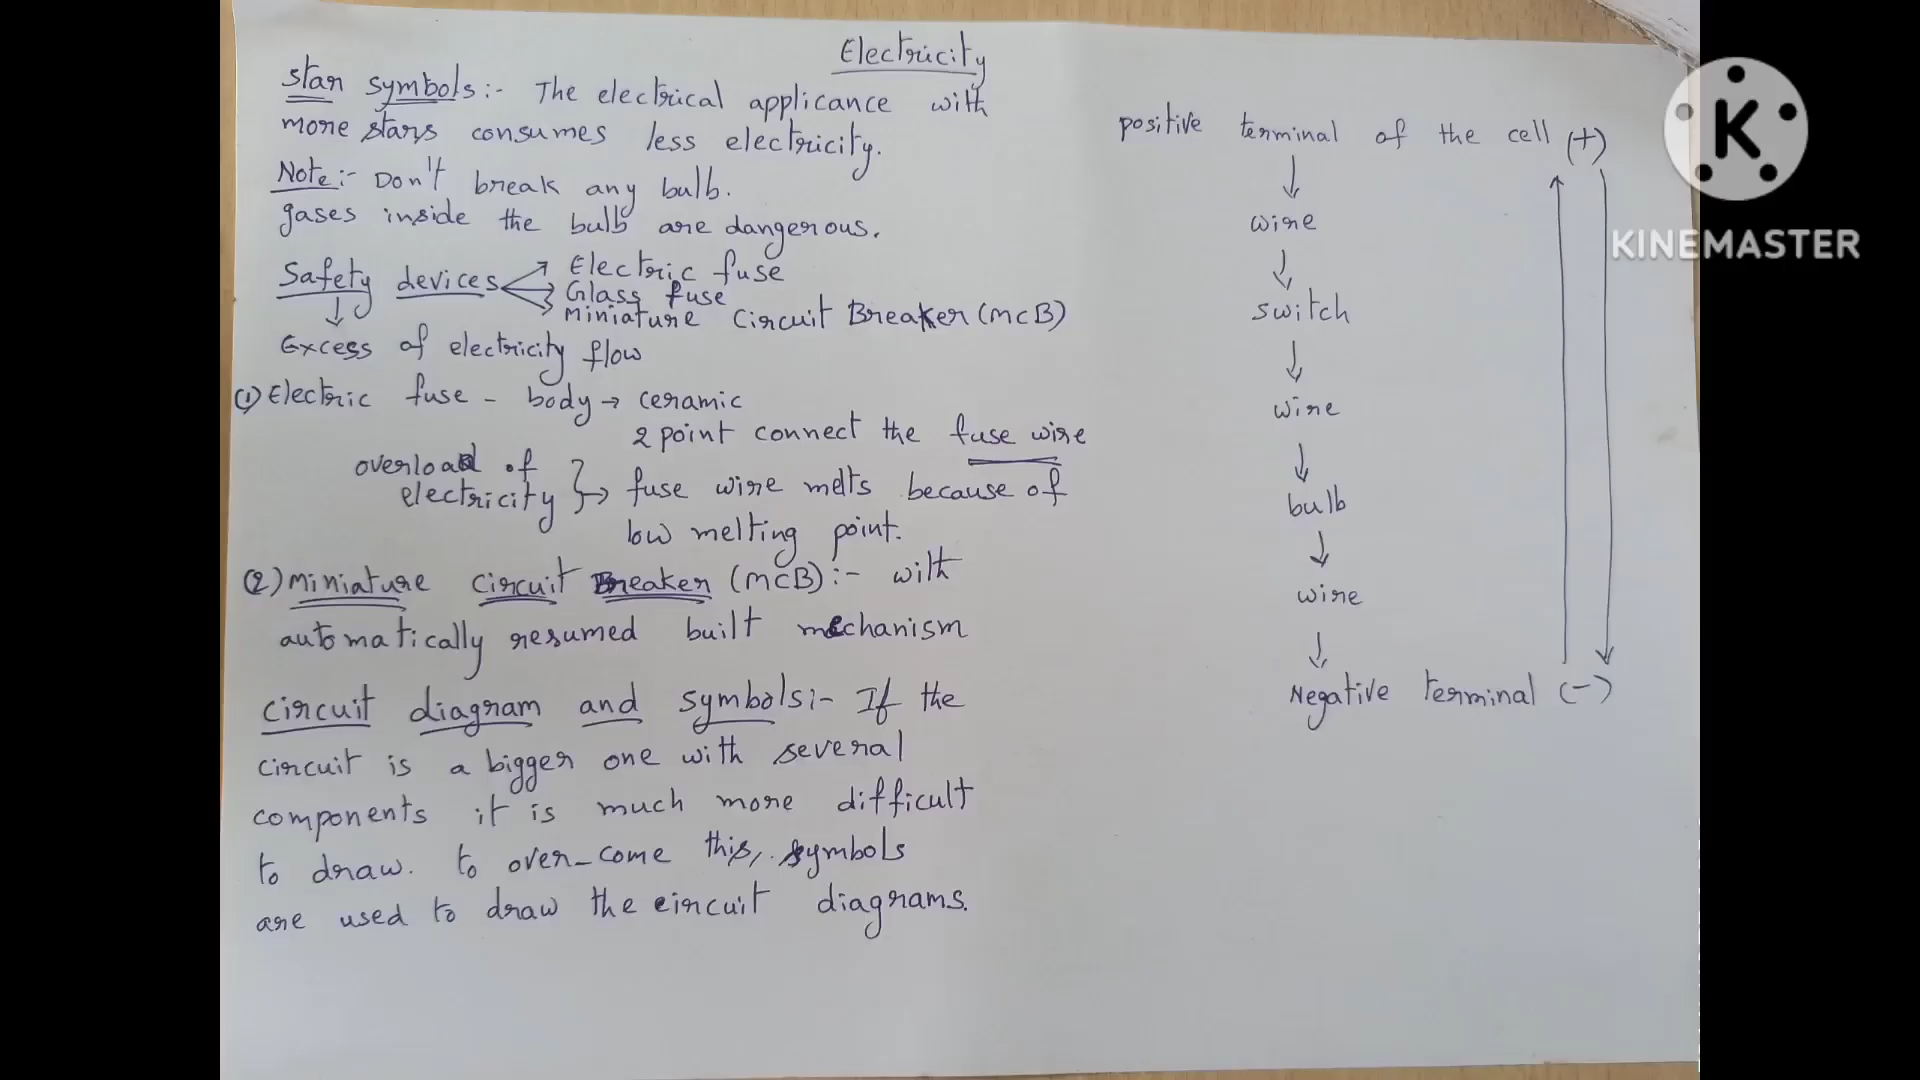 Electricity
Star symbols:- The electrical applicance with
more stars consumes less electricity.
Note:- Don't break any bulb.
gases inside the bulb are dangerous.
Safety devices → Electric fuse
→ Glass fuse
→ Miniature Circuit Breaker (MCB)
↓
Excess of electricity flow
(1) Electric fuse - body → ceramic
2 point connect the fuse wire
overload of
electricity } → fuse wire melts because of
low melting point.
(2) Miniature Circuit Breaker (MCB):- with
automatically resumed built mechanism
circuit diagram and symbols:- If the
circuit is a bigger one with several
components it is much more difficult
to draw. to over-come this, symbols
are used to draw the circuit diagrams.
positive terminal of the cell (+)
↓
wire
↓
switch
↓
wire
↓
bulb
↓
wire
↓
Negative terminal (-)
K
KINEMASTER